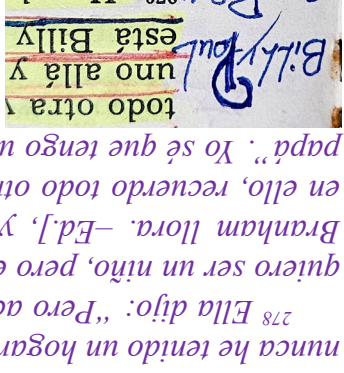 nunca he tenido un hogar
278 Ella dijo: “Pero
quiero ser un niño, pero
Branham llora. –Ed.], y
en ello, recuerdo todo
papá”. Yo sé que tengo
todo otra
uno allá y
está Billy
Billy Paul